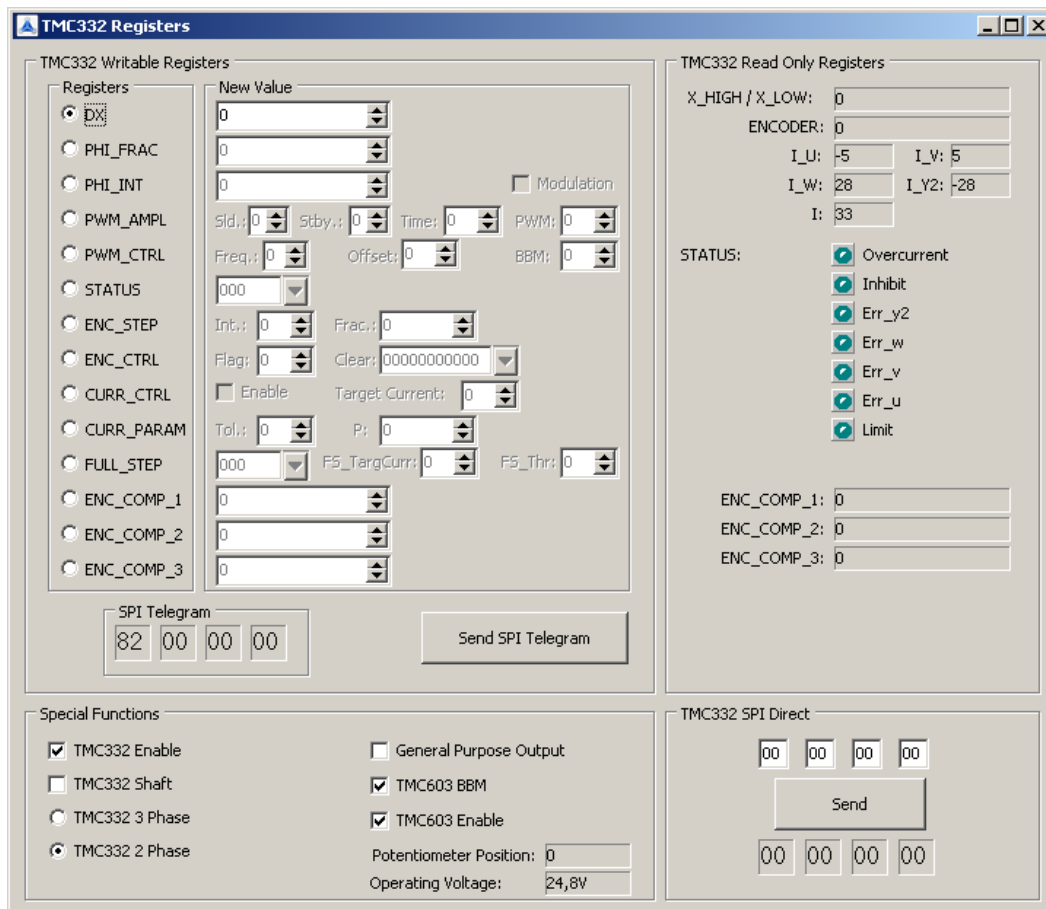 TMC332 Registers
TMC332 Writable Registers
Registers
New Value
DX 0
PHI_FRAC 0
PHI_INT 0 Modulation
PWM_AMPL Sld.: 0 Stby.: 0 Time: 0 PWM: 0
PWM_CTRL Freq.: 0 Offset: 0 BBM: 0
STATUS 000
ENC_STEP Int.: 0 Frac.: 0
ENC_CTRL Flag: 0 Clear: 00000000000
CURR_CTRL Enable Target Current: 0
CURR_PARAM Tol.: 0 P: 0
FULL_STEP 000 FS_TargCurr: 0 FS_Thr: 0
ENC_COMP_1 0
ENC_COMP_2 0
ENC_COMP_3 0
SPI Telegram
82 00 00 00
Send SPI Telegram
TMC332 Read Only Registers
X_HIGH / X_LOW: 0
ENCODER: 0
I_U: -5 I_V: 5
I_W: 28 I_Y2: -28
I: 33
STATUS: Overcurrent
Inhibit
Err_y2
Err_w
Err_v
Err_u
Limit
ENC_COMP_1: 0
ENC_COMP_2: 0
ENC_COMP_3: 0
Special Functions
TMC332 Enable
TMC332 Shaft
TMC332 3 Phase
TMC332 2 Phase
General Purpose Output
TMC603 BBM
TMC603 Enable
Potentiometer Position: 0
Operating Voltage: 24,8V
TMC332 SPI Direct
00 00 00 00
Send
00 00 00 00